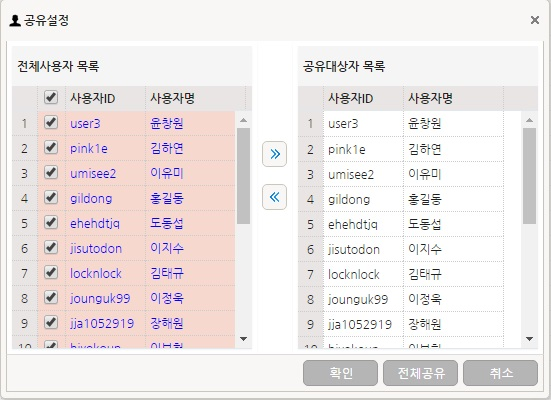 공유설정
전체사용자 목록
사용자ID 사용자명
1 user3 윤창원
2 pink1e 김하연
3 umisee2 이유미
4 gildong 홍길동
5 ehehdtjq 도동섭
6 jisutodon 이지수
7 locknlock 김태규
8 jounguk99 이정욱
9 jja1052919 장해원
10
공유대상자 목록
사용자ID 사용자명
1 user3 윤창원
2 pink1e 김하연
3 umisee2 이유미
4 gildong 홍길동
5 ehehdtjq 도동섭
6 jisutodon 이지수
7 locknlock 김태규
8 jounguk99 이정욱
9 jja1052919 장해원
10
확인 전체공유 취소